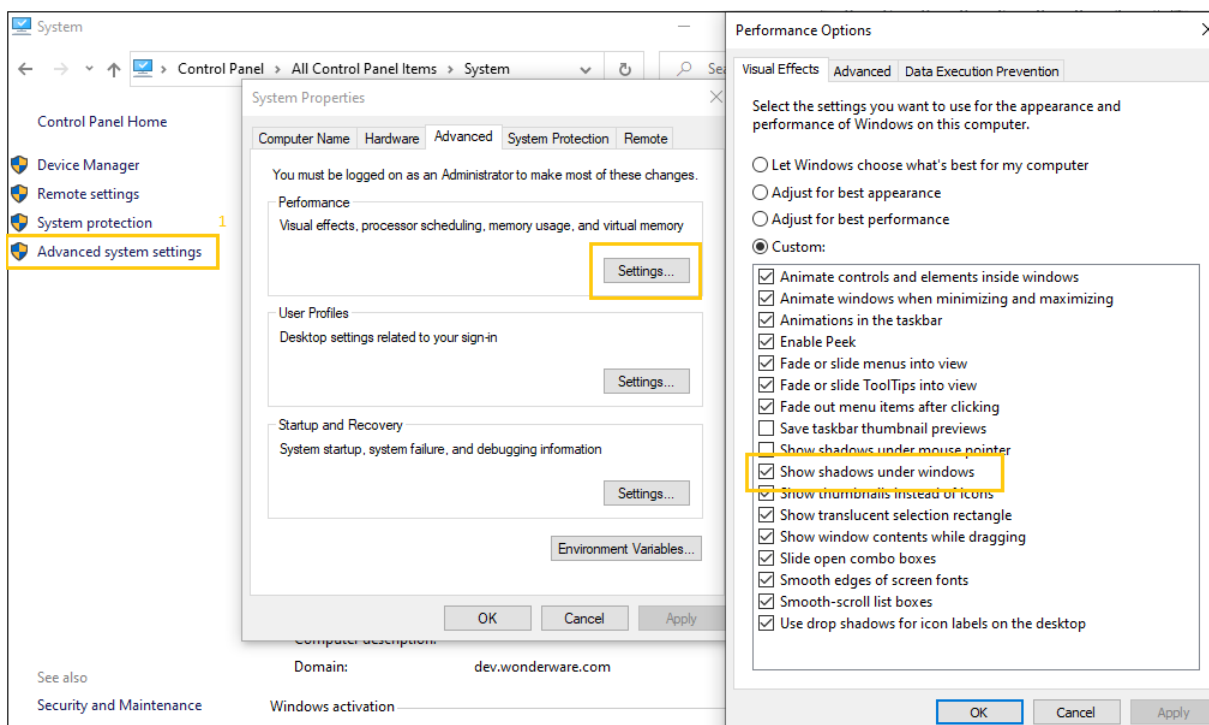 System
Control Panel > All Control Panel Items > System
Control Panel Home
Device Manager
Remote settings
System protection 1
Advanced system settings
See also
Security and Maintenance
System Properties
Computer Name Hardware Advanced System Protection Remote
You must be logged on as an Administrator to make most of these changes.
Performance
Visual effects, processor scheduling, memory usage, and virtual memory
Settings...
User Profiles
Desktop settings related to your sign-in
Settings...
Startup and Recovery
System startup, system failure, and debugging information
Settings...
Environment Variables...
OK Cancel Apply
Computer description:
Domain: dev.wonderware.com
Windows activation
Performance Options
Visual Effects Advanced Data Execution Prevention
Select the settings you want to use for the appearance and
performance of Windows on this computer.
Let Windows choose what's best for my computer
Adjust for best appearance
Adjust for best performance
Custom:
Animate controls and elements inside windows
Animate windows when minimizing and maximizing
Animations in the taskbar
Enable Peek
Fade or slide menus into view
Fade or slide ToolTips into view
Fade out menu items after clicking
Save taskbar thumbnail previews
Show shadows under mouse pointer
Show shadows under windows
Show thumbnails instead of icons
Show translucent selection rectangle
Show window contents while dragging
Slide open combo boxes
Smooth edges of screen fonts
Smooth-scroll list boxes
Use drop shadows for icon labels on the desktop
OK Cancel Apply